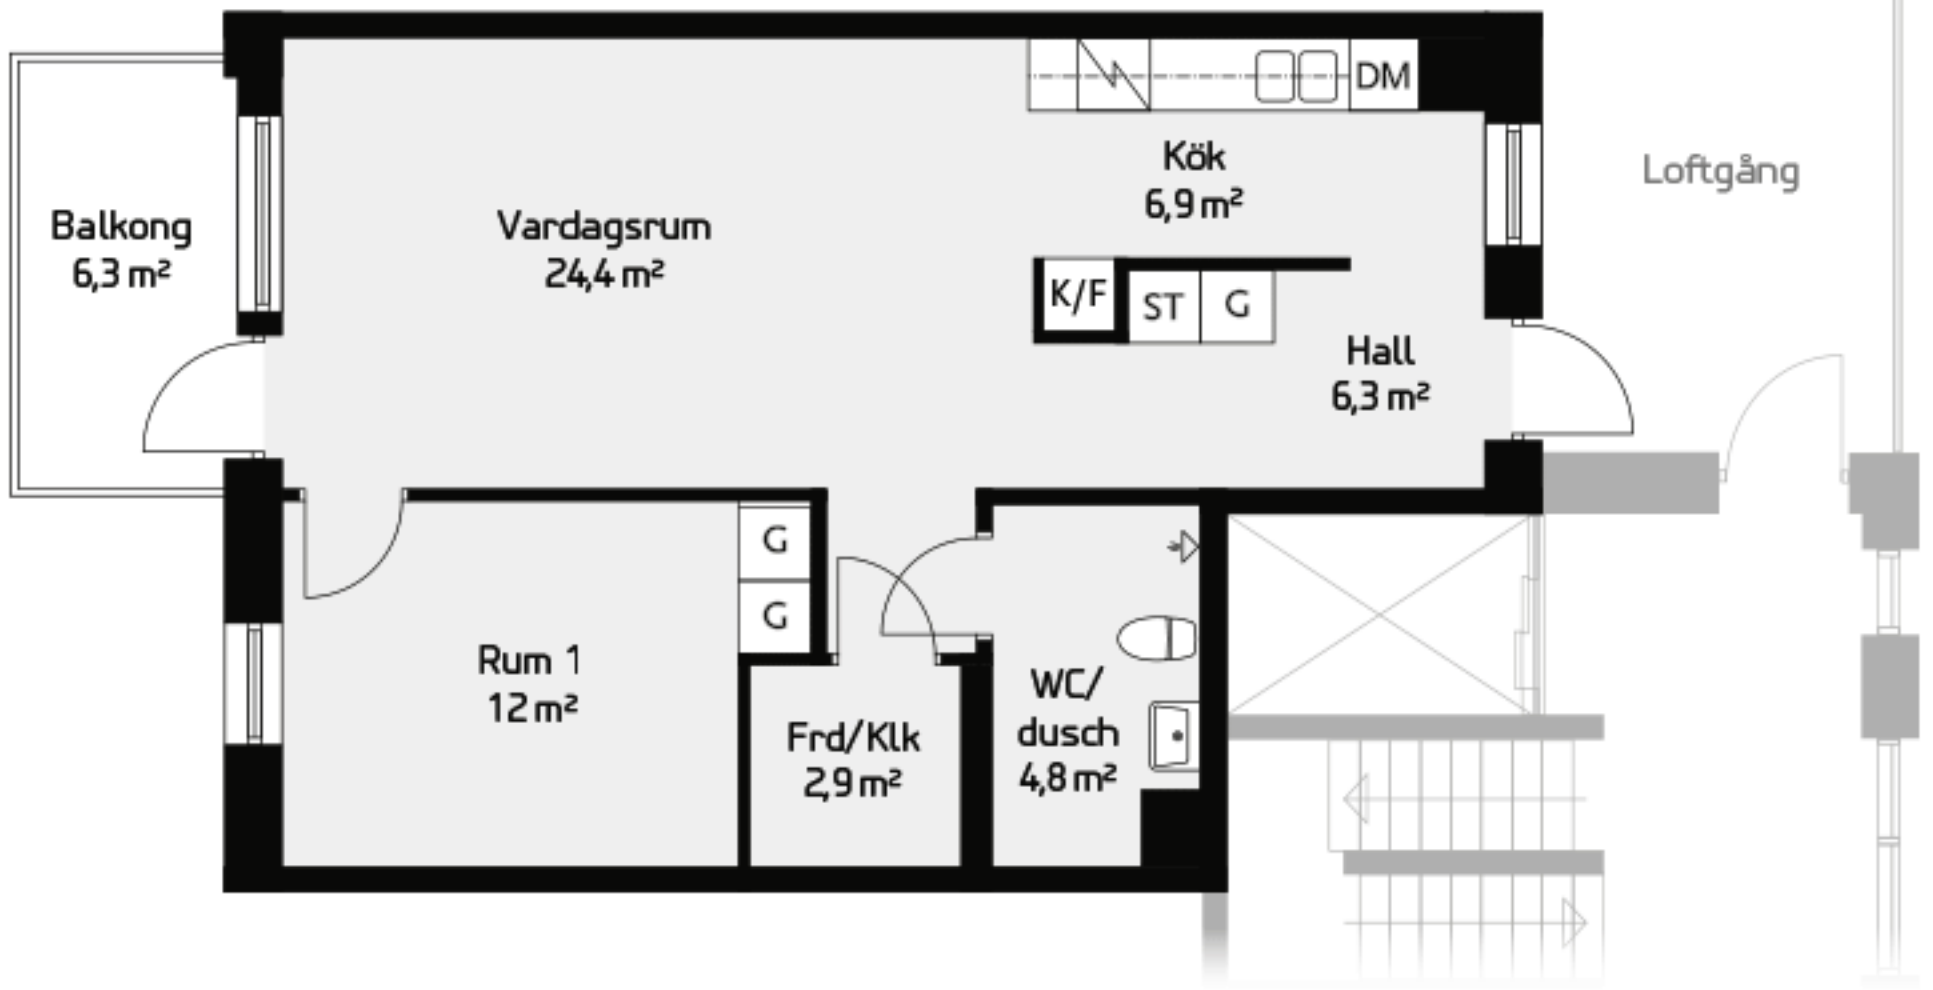 DM
Kök
6,9 m²
Loftgång
Balkong
6,3 m²
Vardagsrum
24,4 m²
K/F
ST
G
Hall
6,3 m²
G
G
Rum 1
12 m²
Frd/Klk
2,9 m²
WC/
dusch
4,8 m²